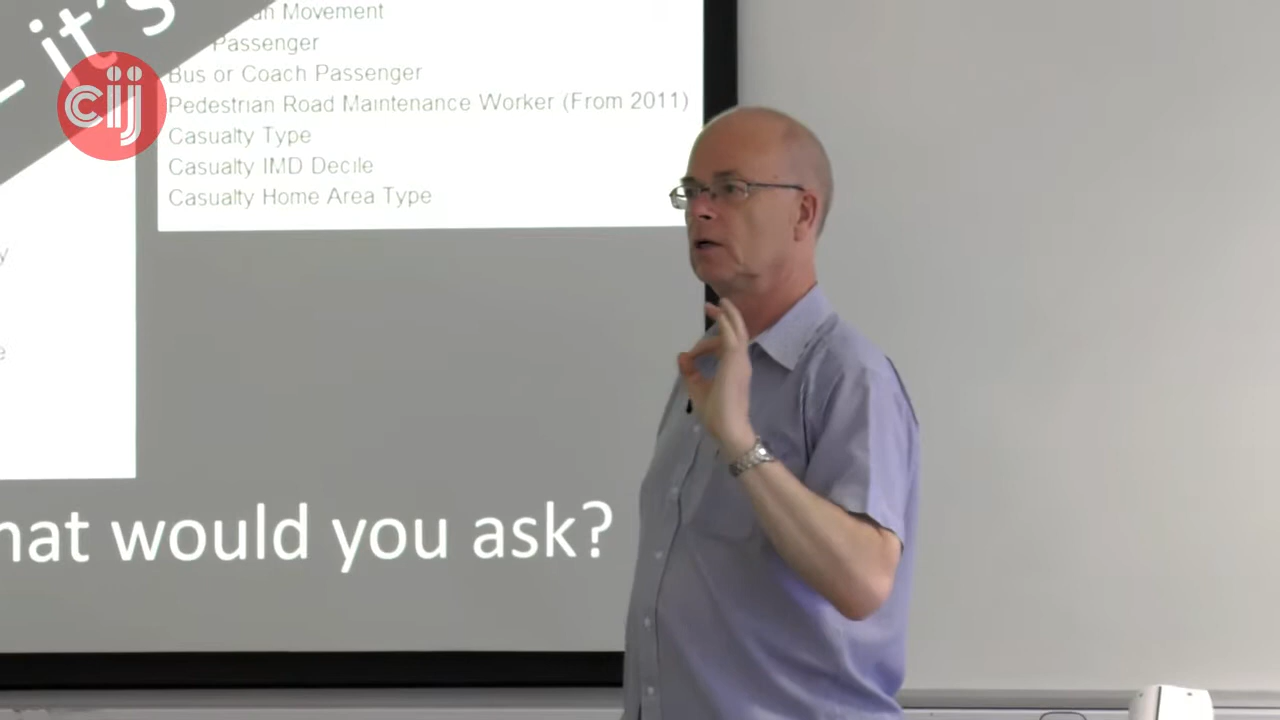 – it's
cij
Movement
Passenger
Bus or Coach Passenger
Pedestrian Road Maintenance Worker (From 2011)
Casualty Type
Casualty IMD Decile
Casualty Home Area Type
would you ask?